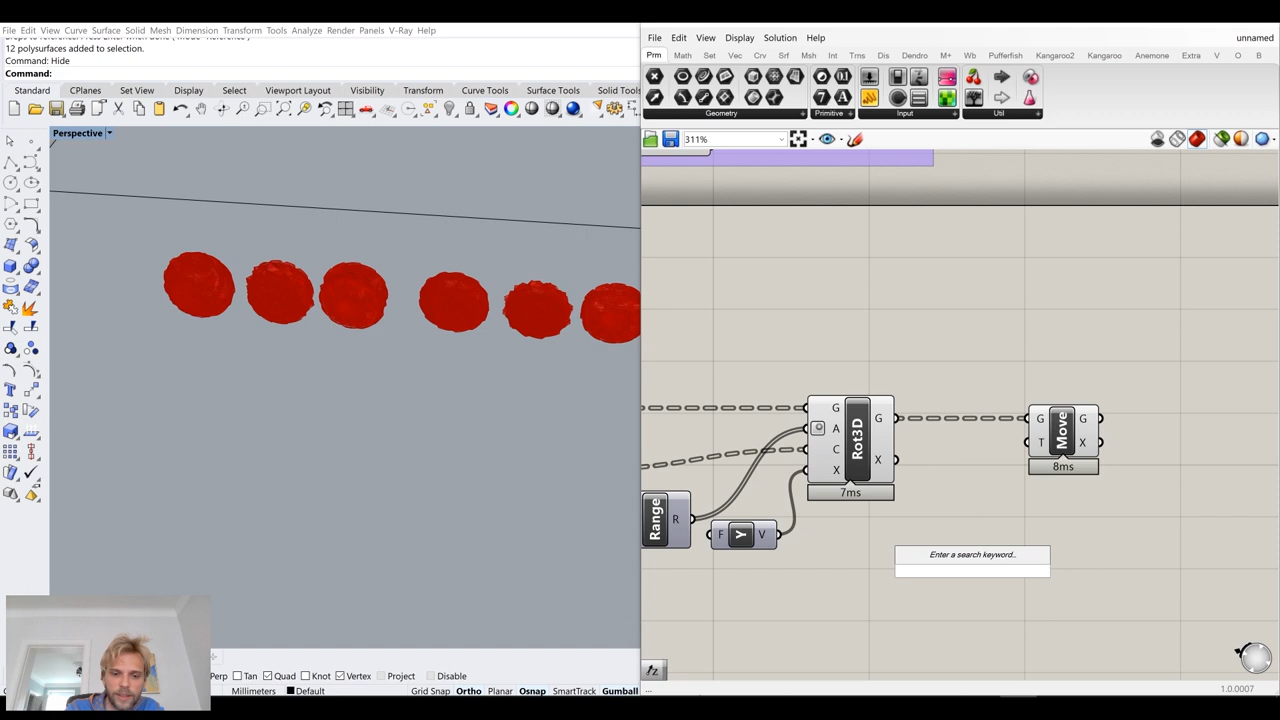 File Edit View Curve Surface Solid Mesh Dimension Transform Tools Analyze Render Panels V-Ray Help
12 polysurfaces added to selection.
Command: Hide
Command:
Standard CPlanes Set View Display Select Viewport Layout Visibility Transform Curve Tools Surface Tools Solid Tools
Perspective
Perp Tan Quad Knot Vertex Project Disable
Millimeters Default Grid Snap Ortho Planar Osnap SmartTrack Gumball
File Edit View Display Solution Help unnamed
Prm Math Set Vec Crv Srf Msh Int Trns Dis Dendro M+ Wb Pufferfish Kangaroo2 Kangaroo Anemone Extra V O B
Geometry Primitive Input Util
311%
G A C X Rot3D G X
7ms
G T Move G X
8ms
Range R
F Y V
Enter a search keyword..
...
1.0.0007